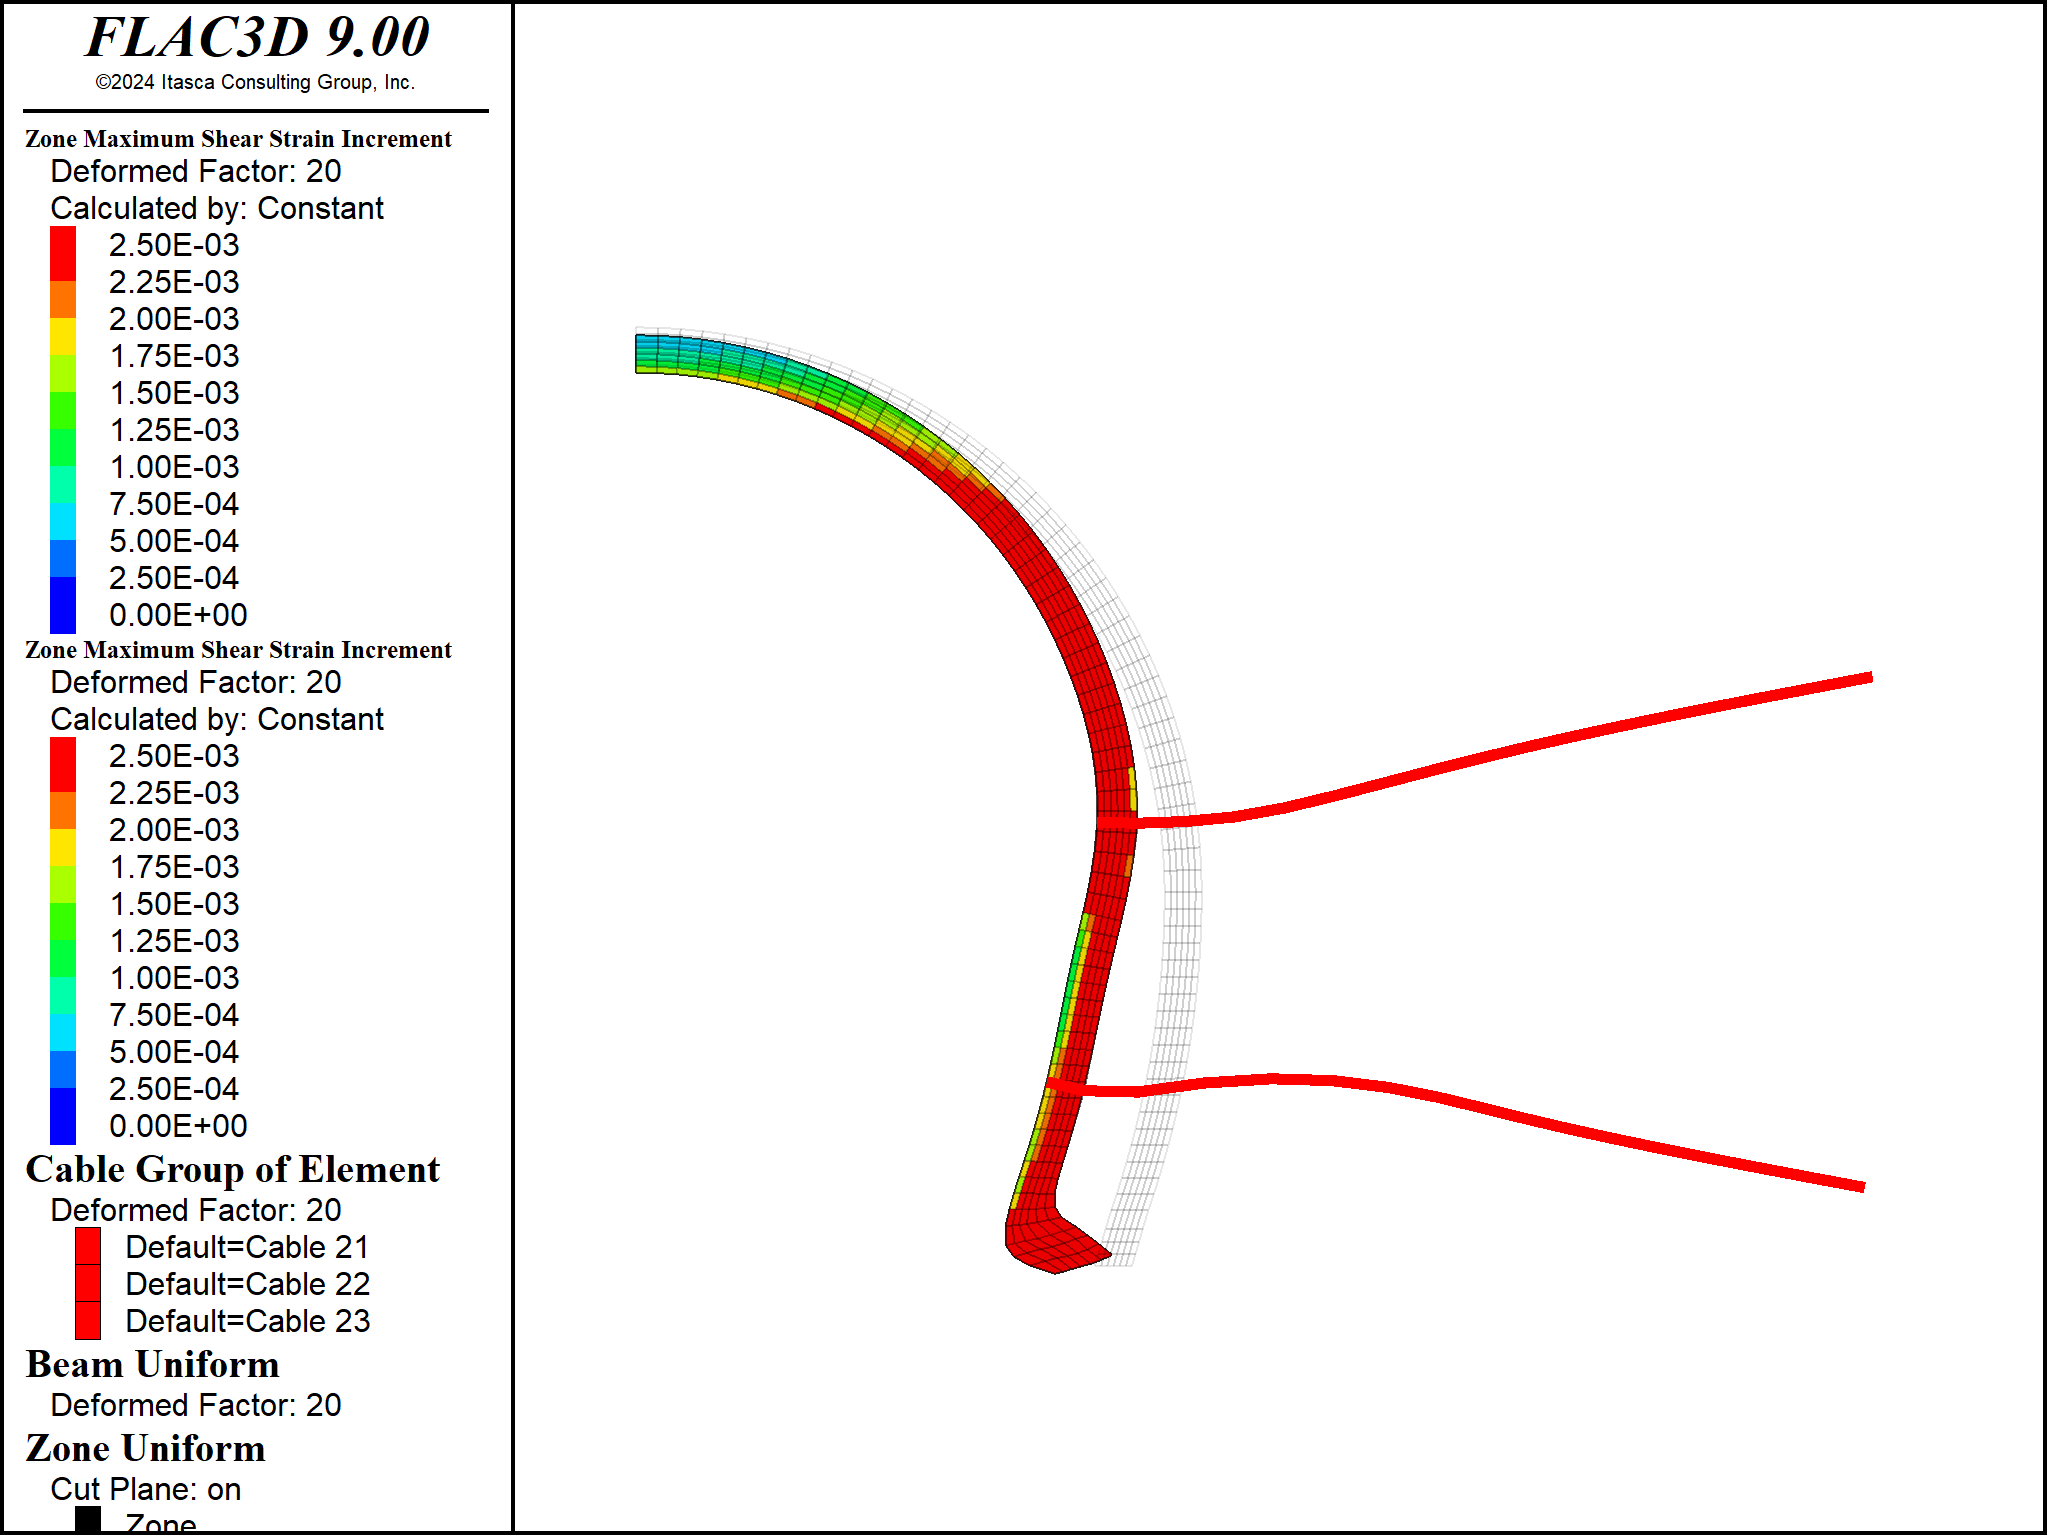 FLAC3D 9.00
©2024 Itasca Consulting Group, Inc.
Zone Maximum Shear Strain Increment
Deformed Factor: 20
Calculated by: Constant
2.50E-03
2.25E-03
2.00E-03
1.75E-03
1.50E-03
1.25E-03
1.00E-03
7.50E-04
5.00E-04
2.50E-04
0.00E+00
Zone Maximum Shear Strain Increment
Deformed Factor: 20
Calculated by: Constant
2.50E-03
2.25E-03
2.00E-03
1.75E-03
1.50E-03
1.25E-03
1.00E-03
7.50E-04
5.00E-04
2.50E-04
0.00E+00
Cable Group of Element
Deformed Factor: 20
Default=Cable 21
Default=Cable 22
Default=Cable 23
Beam Uniform
Deformed Factor: 20
Zone Uniform
Cut Plane: on
Zone